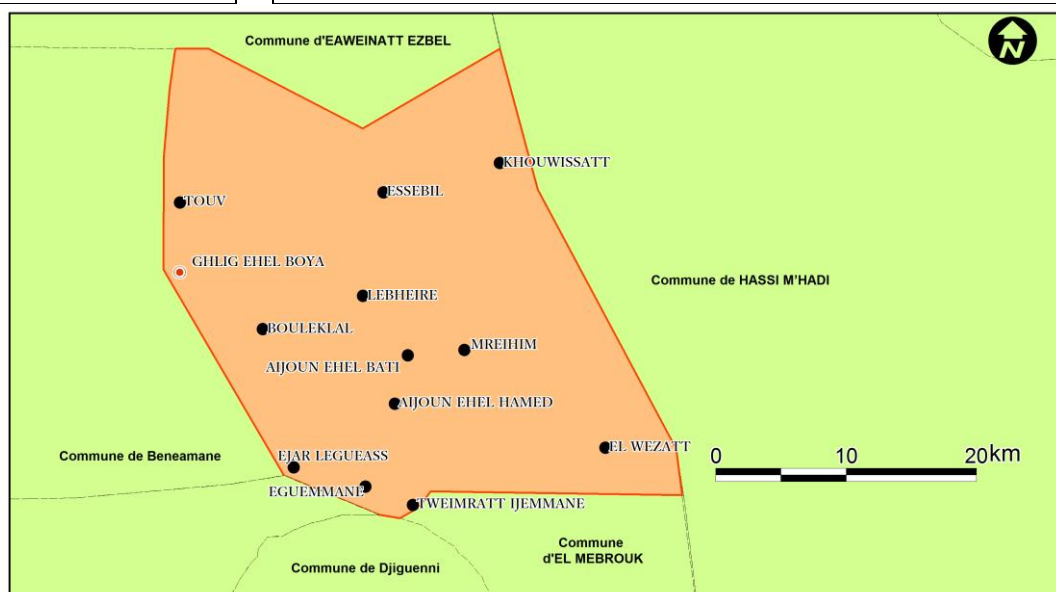 Commune d'EAWEINATT EZBEL
N
KHOUWISSATT
ESSEBIL
TOUV
GHLIG EHEL BOYA
Commune de HASSI M'HADI
LEBHEIRE
BOULEKLAL
MREIHIM
AIJOUN EHEL BATI
AIJOUN EHEL HAMED
EL WEZATT
Commune de Beneamane
EJAR LEGUEASS
0 10 20km
EGUEMMANE
TWEIMRATT IJEMMANE
Commune
d'EL MEBROUK
Commune de Djiguenni